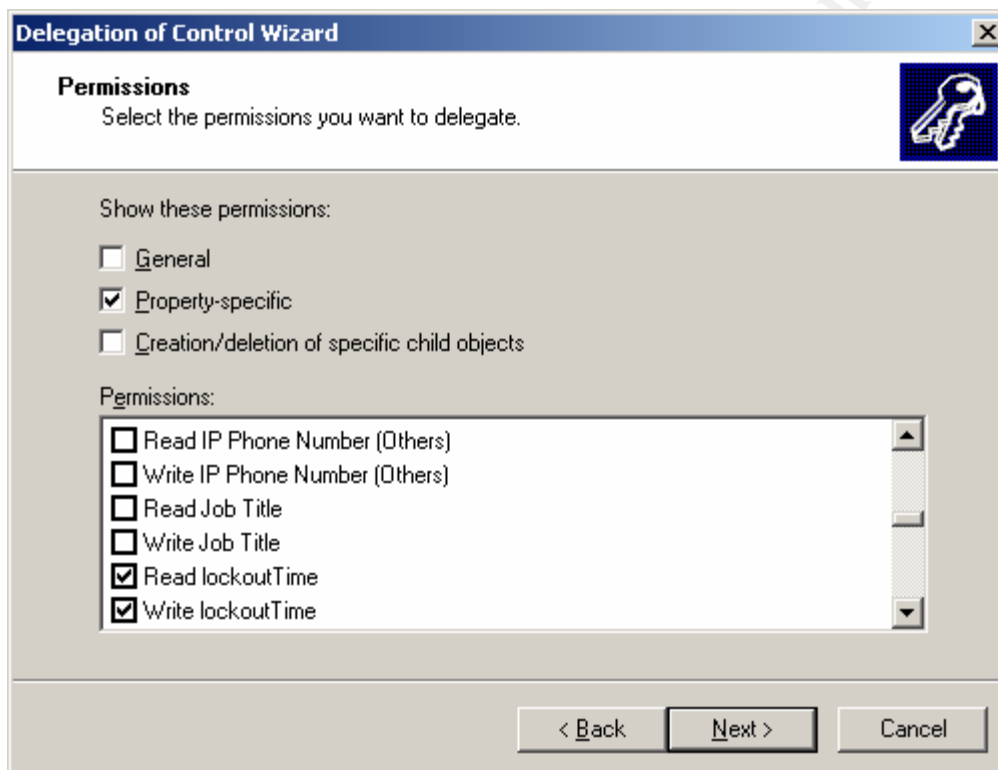 Delegation of Control Wizard
Permissions
Select the permissions you want to delegate.
Show these permissions:
General
Property-specific
Creation/deletion of specific child objects
Permissions:
Read IP Phone Number (Others)
Write IP Phone Number (Others)
Read Job Title
Write Job Title
Read lockoutTime
Write lockoutTime
< Back
Next >
Cancel